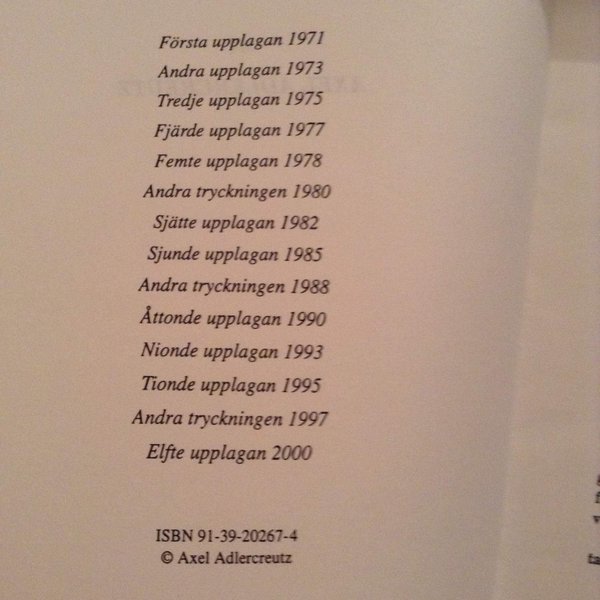 Första upplagan 1971
Andra upplagan 1973
Tredje upplagan 1975
Fjärde upplagan 1977
Femte upplagan 1978
Andra tryckningen 1980
Sjätte upplagan 1982
Sjunde upplagan 1985
Andra tryckningen 1988
Åttonde upplagan 1990
Nionde upplagan 1993
Tionde upplagan 1995
Andra tryckningen 1997
Elfte upplagan 2000
ISBN 91-39-20267-4
© Axel Adlercreutz